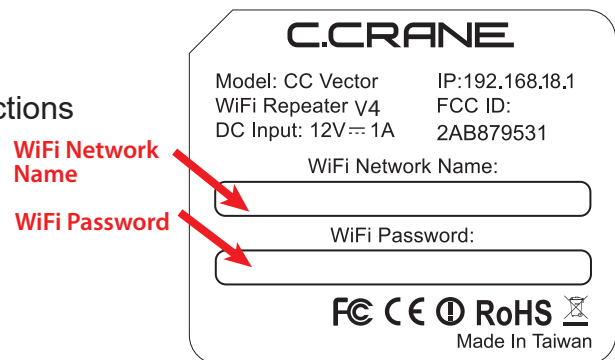 C.CRANE
Model: CC Vector
IP:192.168.18.1
WiFi Repeater V4
FCC ID:
DC Input: 12V⎓1A
2AB879531
WiFi Network Name:
WiFi Password:
FC CE RoHS
Made In Taiwan
ctions
WiFi Network
Name
WiFi Password